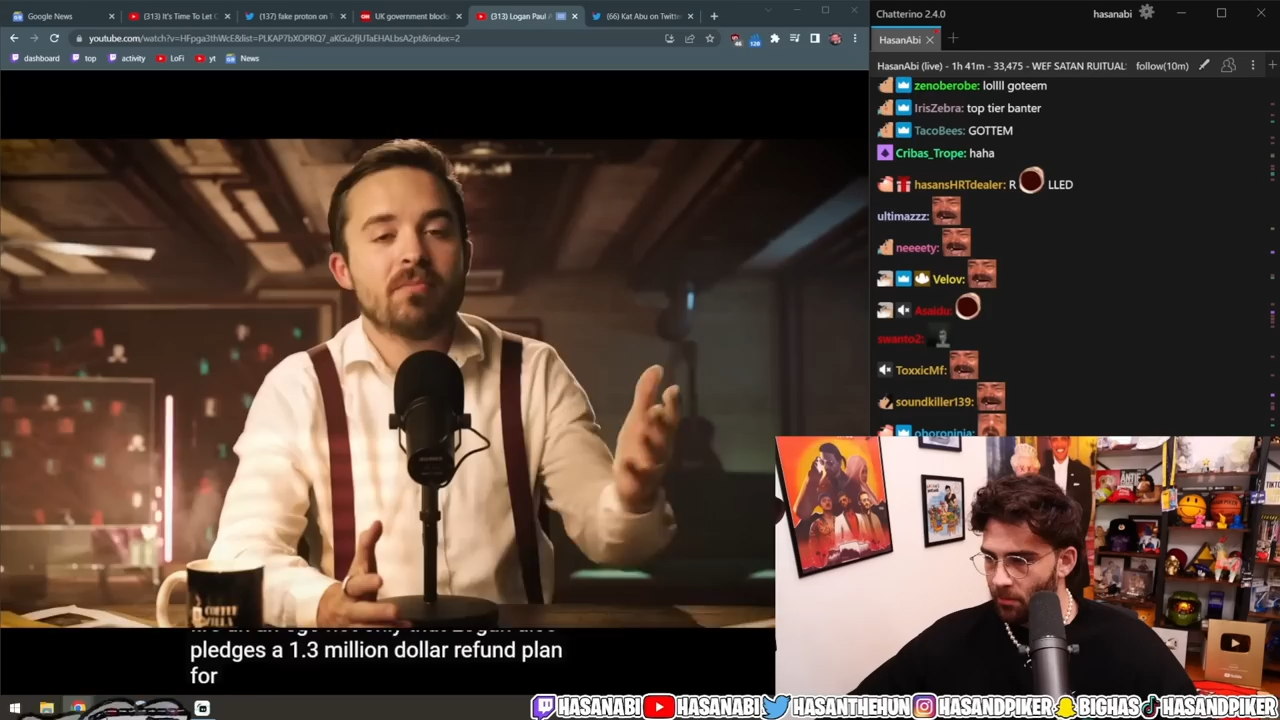 Google News
(313) It's Time To Let G
(137) fake proton on T
UK government block
(313) Logan Paul A
(66) Kat Abu on Twitte
youtube.com/watch?v=HFpga3thWcE&list=PLKAP7bXOPRQ7_aKGu2fjUTaEHALbsA2pt&index=2
dashboard
top
activity
LoFi
yt
News
Chatterino 2.4.0
hasanabi
HasanAbi
HasanAbi (live) - 1h 41m - 33,475 - WEF SATAN RUITUAL:
follow(10m)
zenoberobe: lollll goteem
IrisZebra: top tier banter
TacoBees: GOTTEM
Cribas_Trope: haha
hasansHRTdealer: R LLED
ultimazzz:
neeeety:
Velov:
Asaidu:
swanto2:
ToxxicMf:
soundkiller139:
oboroninja:
pledges a 1.3 million dollar refund plan
for
COFFEE
ZILLA
HASANABI
HASANABI
HASANTHEHUN
HASANDPIKER
BIGHAS
HASANDPIKER